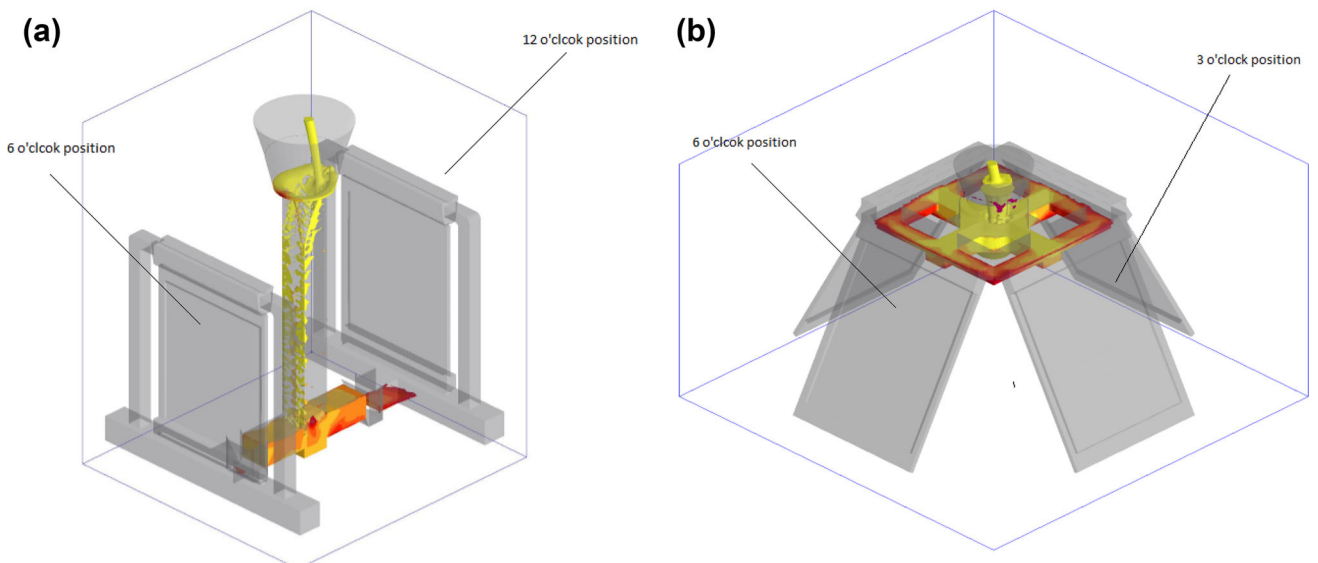 (a)
12 o'clcok position
6 o'clcok position
(b)
3 o'clock position
6 o'clcok position